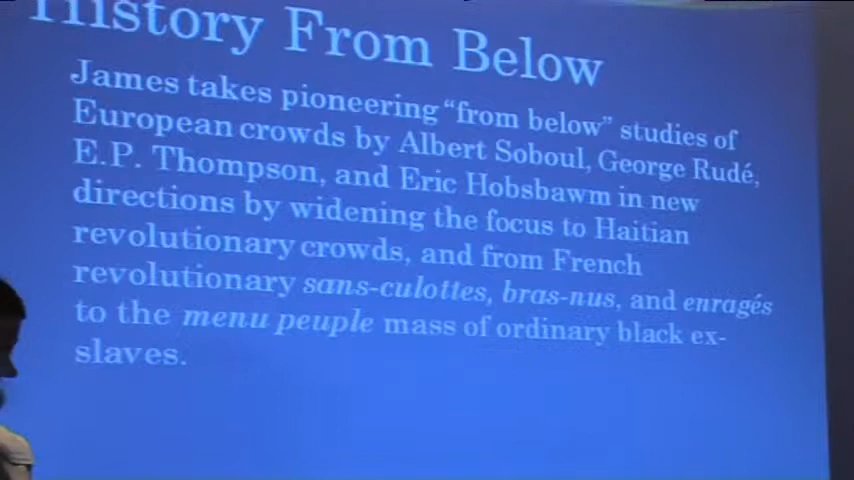 History From Below
James takes pioneering “from below” studies of
European crowds by Albert Soboul, George Rudé,
E.P. Thompson, and Eric Hobsbawm in new
directions by widening the focus to Haitian
revolutionary crowds, and from French
revolutionary sans-culottes, bras-nus, and enragés
to the menu peuple mass of ordinary black ex-
slaves.